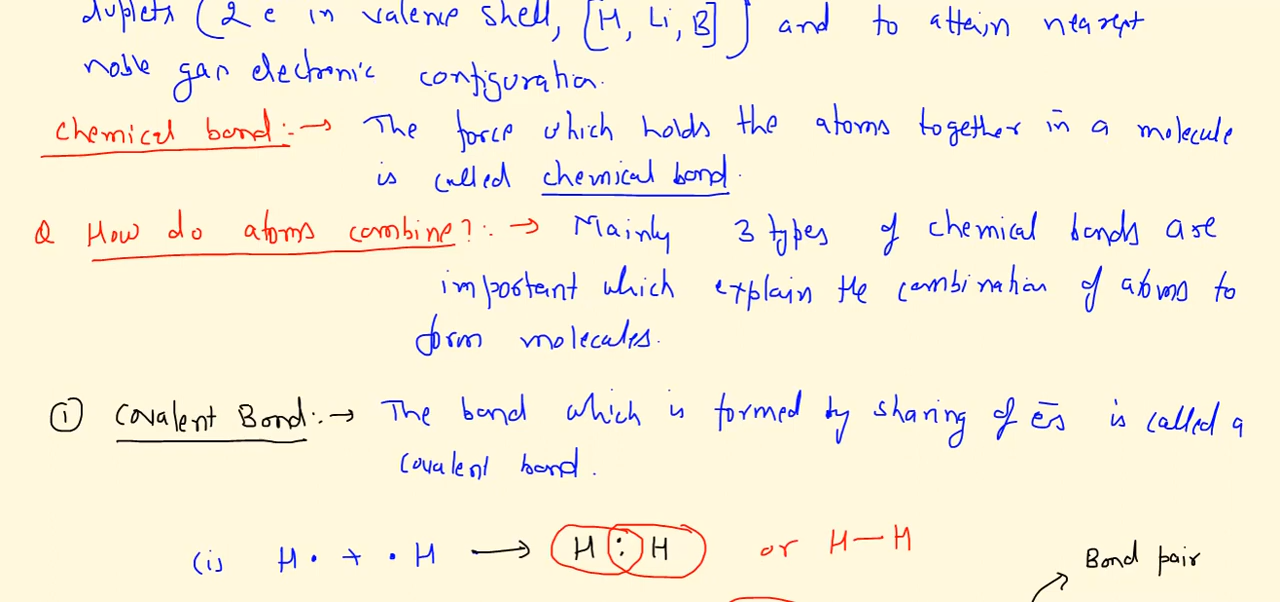 duplets (2 e in valence shell, [H, Li, B]) and to attain nearest
noble gas electronic configuration.
Chemical bond:→ The force which holds the atoms together in a molecule
is called chemical bond.
Q How do atoms combine?:→ Mainly 3 types of chemical bonds are
important which explain the combination of atoms to
form molecules.
① Covalent Bond:→ The bond which is formed by sharing of ēs is called a
Covalent bond.
(i) H· + ·H ⟶ H : H or H—H
Bond pair